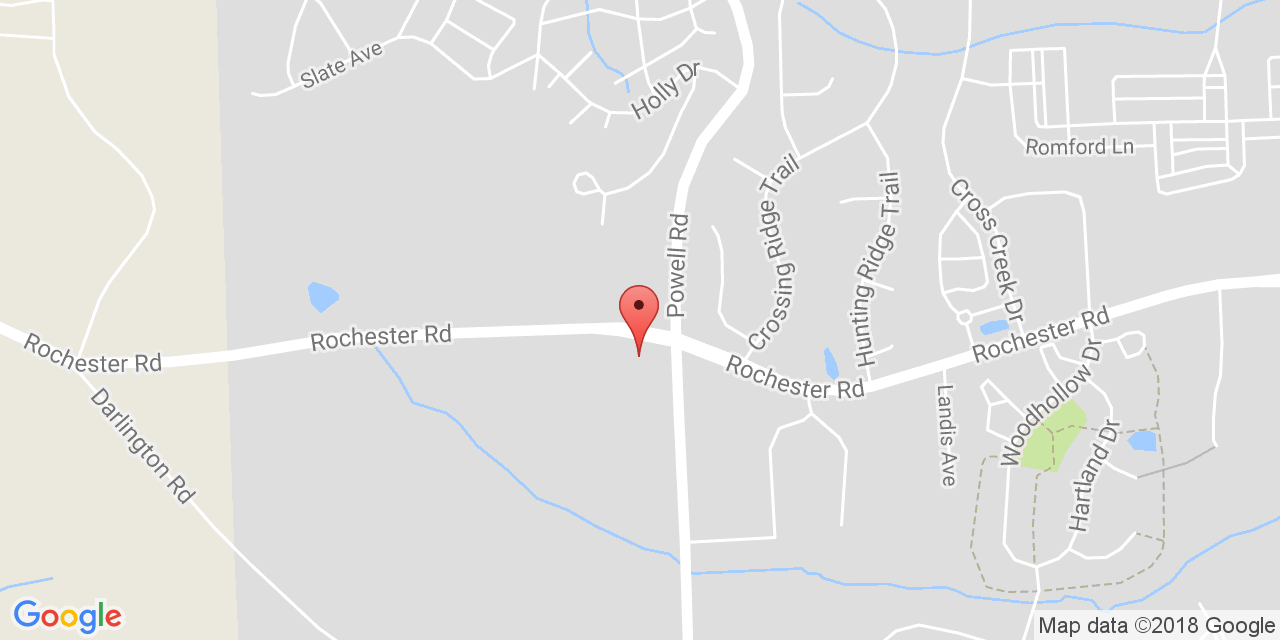 Slate Ave
Holly Dr
Romford Ln
Crossing Ridge Trail
Hunting Ridge Trail
Cross Creek Dr
Powell Rd
Rochester Rd
Rochester Rd
Rochester Rd
Rochester Rd
Darlington Rd
Landis Ave
Woodhollow Dr
Hartland Dr
Google
Map data ©2018 Google